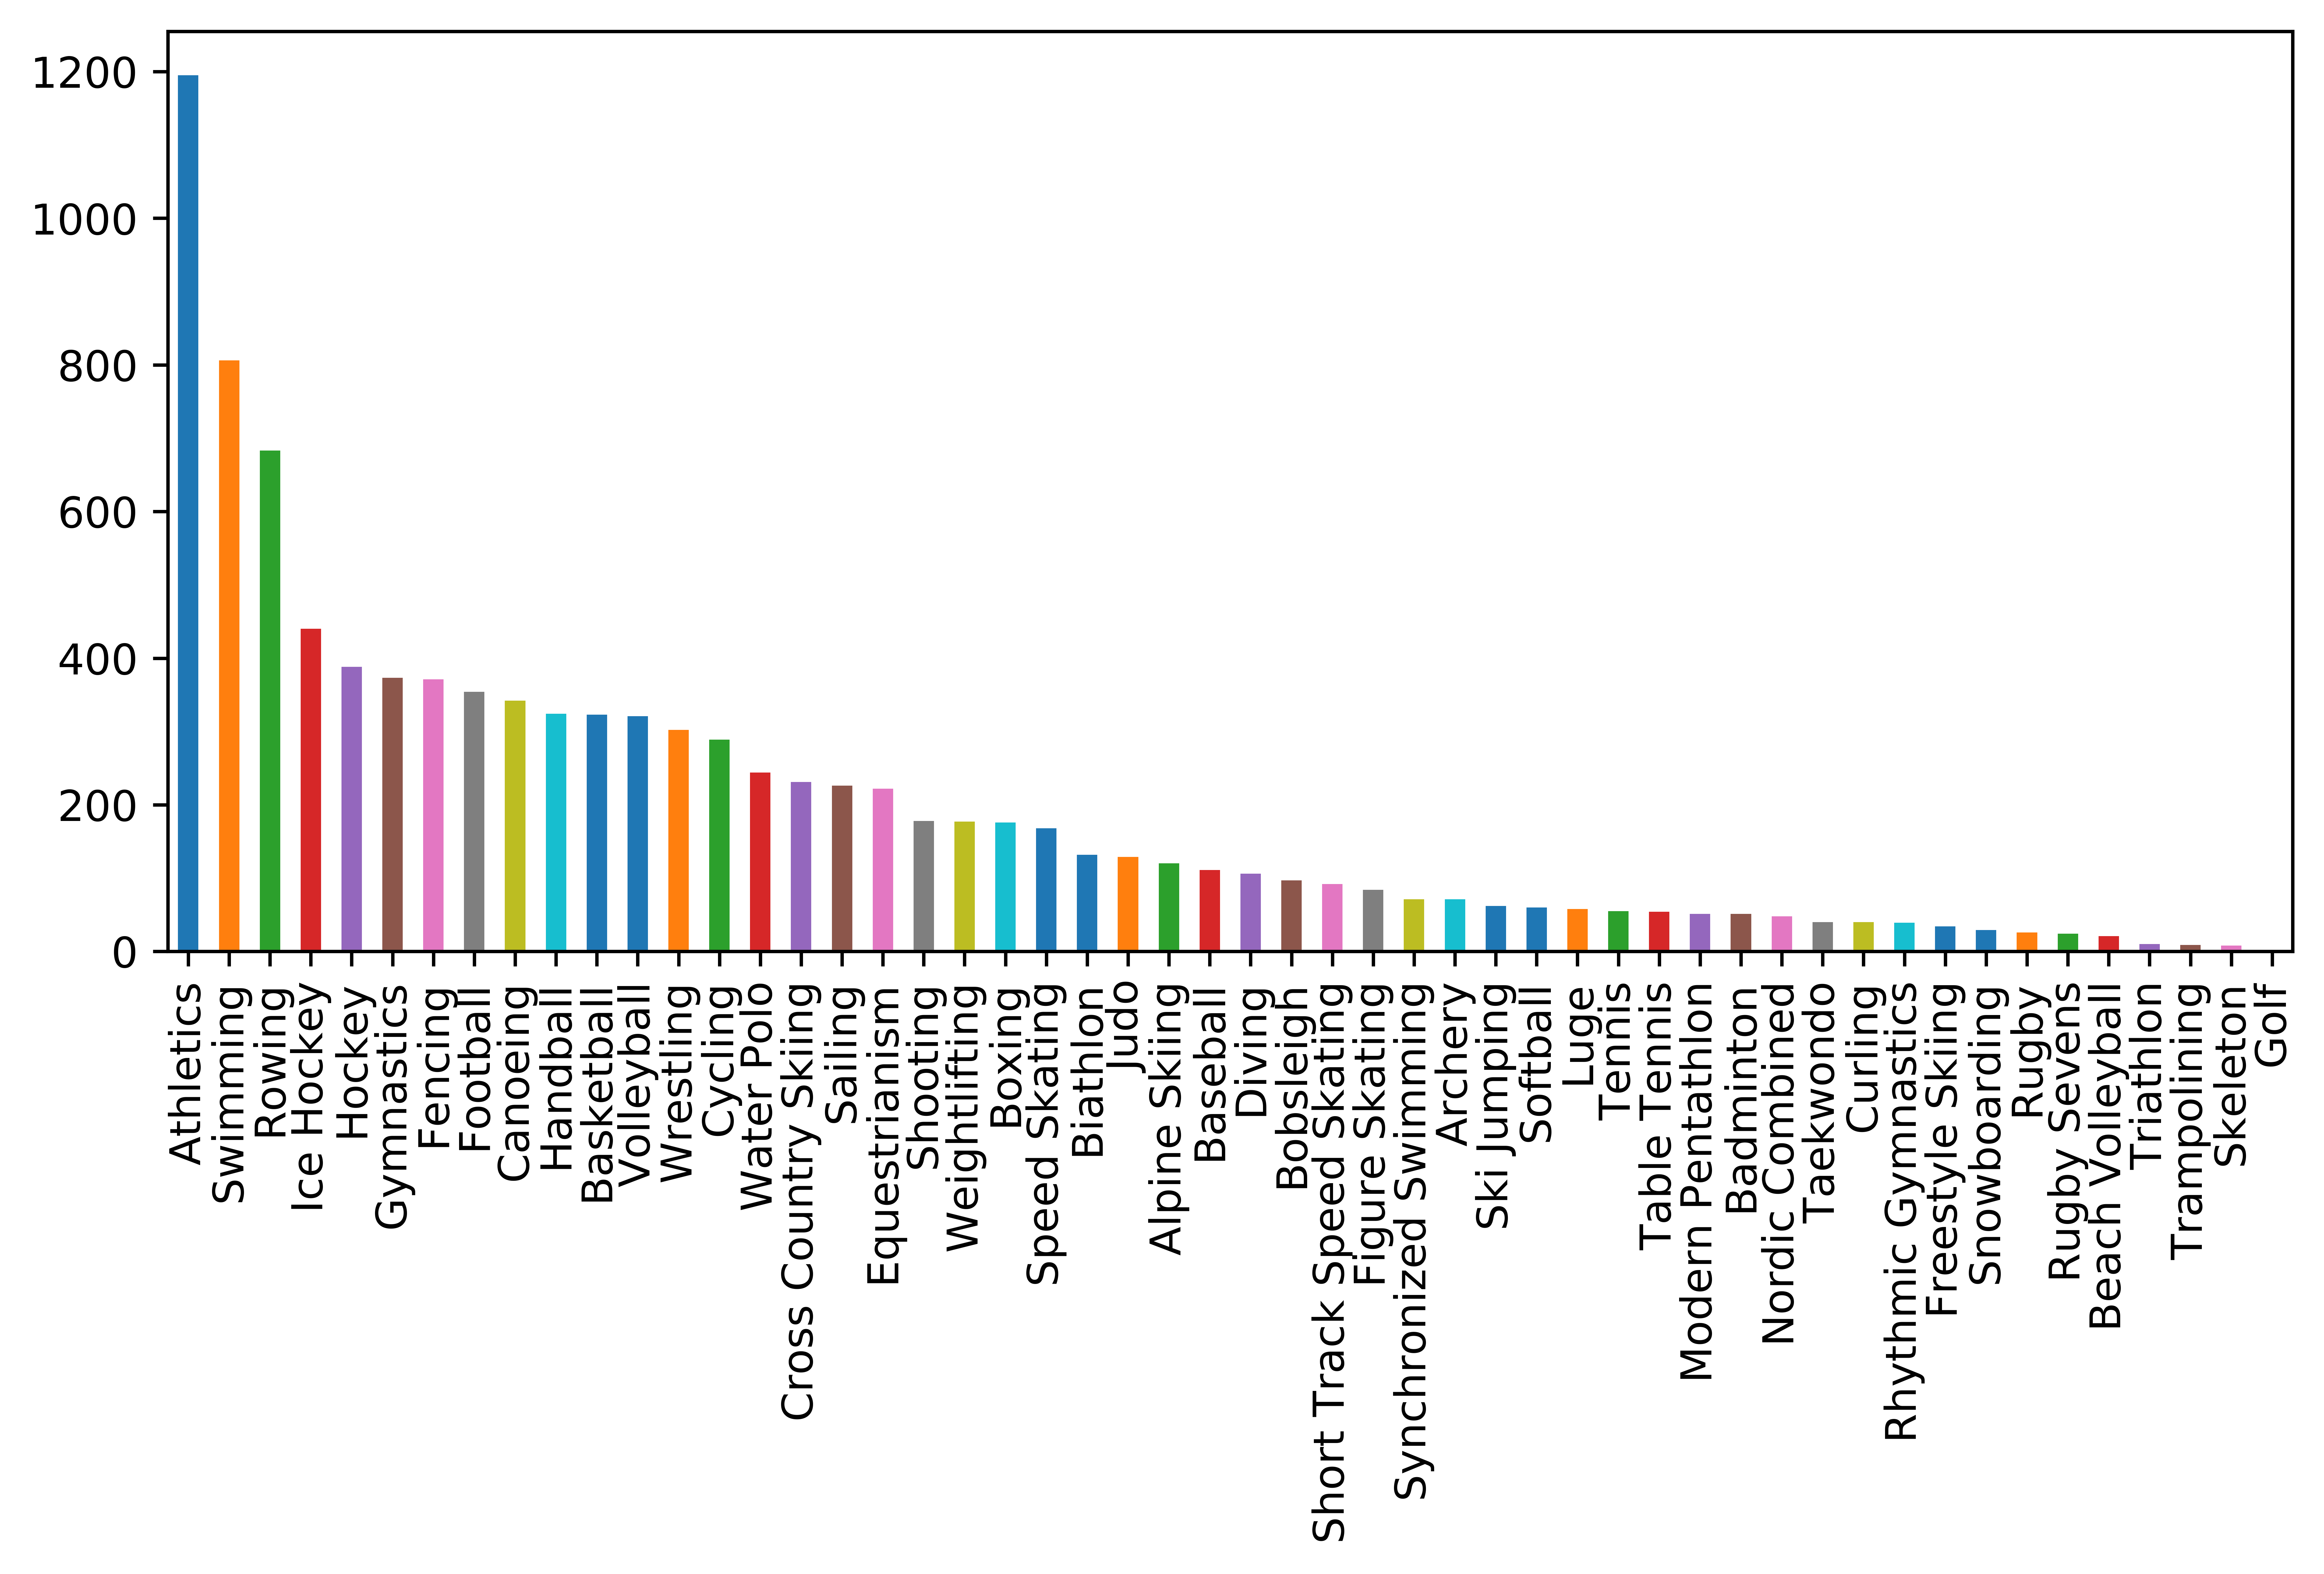 1200
1000
800
600
400
200
0
Athletics
Swimming
Rowing
Ice Hockey
Hockey
Gymnastics
Fencing
Football
Canoeing
Handball
Basketball
Volleyball
Wrestling
Cycling
Water Polo
Cross Country Skiing
Sailing
Equestrianism
Shooting
Weightlifting
Boxing
Speed Skating
Biathlon
Judo
Alpine Skiing
Baseball
Diving
Bobsleigh
Short Track Speed Skating
Figure Skating
Synchronized Swimming
Archery
Ski Jumping
Softball
Luge
Tennis
Table Tennis
Modern Pentathlon
Badminton
Nordic Combined
Taekwondo
Curling
Rhythmic Gymnastics
Freestyle Skiing
Snowboarding
Rugby
Rugby Sevens
Beach Volleyball
Triathlon
Trampolining
Skeleton
Golf